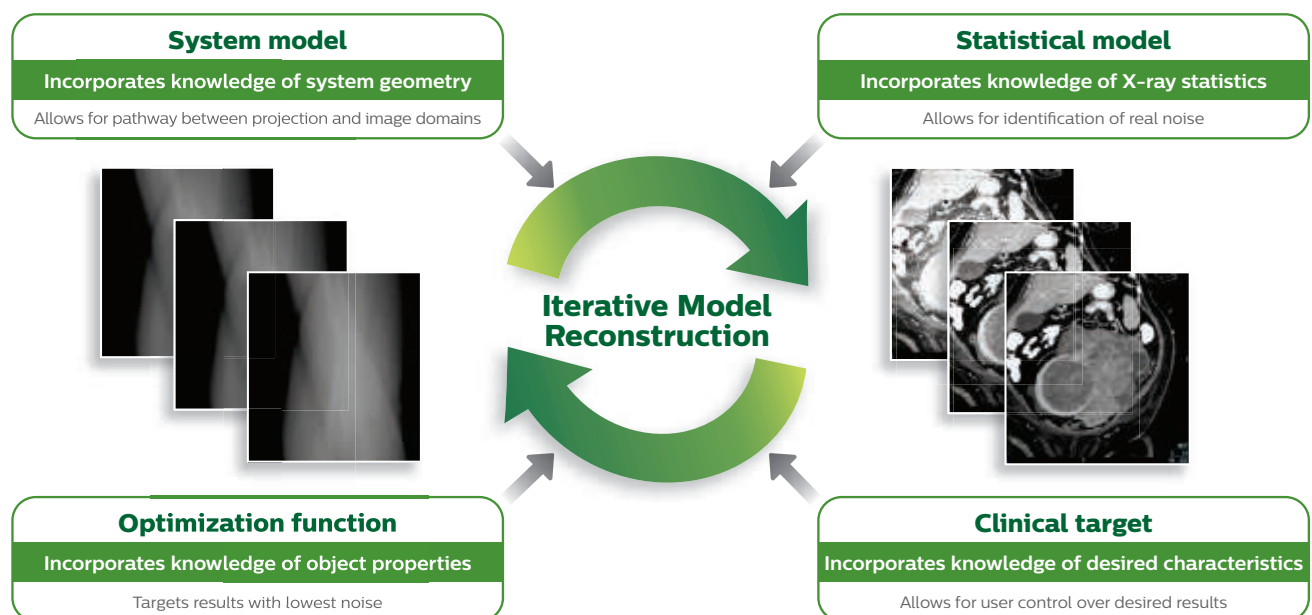 System model
Incorporates knowledge of system geometry
Allows for pathway between projection and image domains
Statistical model
Incorporates knowledge of X-ray statistics
Allows for identification of real noise
Iterative Model
Reconstruction
Optimization function
Incorporates knowledge of object properties
Targets results with lowest noise
Clinical target
Incorporates knowledge of desired characteristics
Allows for user control over desired results